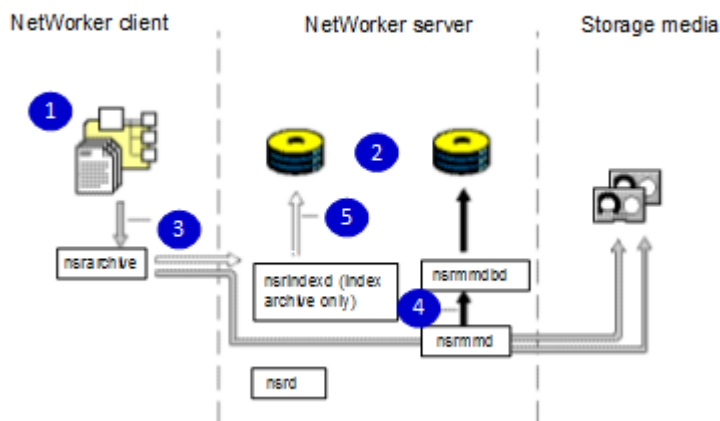 NetWorker client
NetWorker server
Storage media
1
2
3
5
nsrarchive
nsrindexd (index
archive only)
nsrmmdbd
4
nsrmmd
nsrd